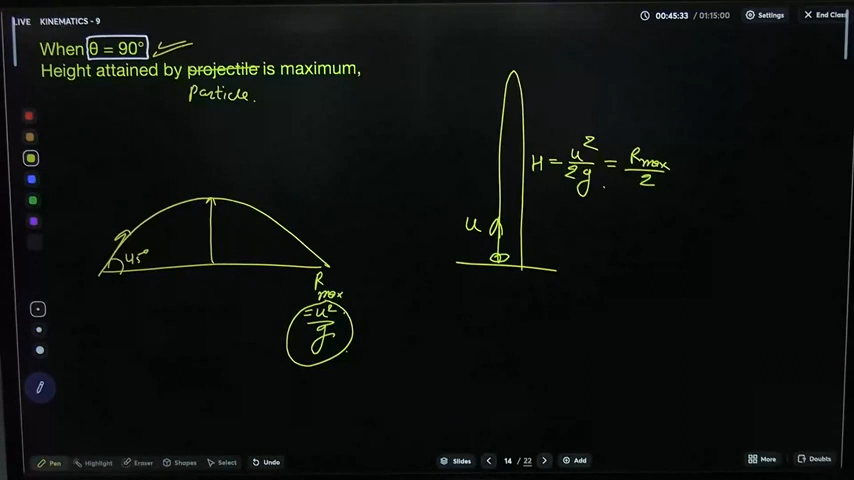 LIVE KINEMATICS - 9
00:45:33 / 01:15:00 Settings End Class
When θ = 90°
Height attained by projectile is maximum,
Particle.
H = u²/2g = Rmax/2
u
45°
Rmax
= u²/g
Pen Highlight Eraser Shapes Select Undo
Slides 14 / 22 Add
More Doubts